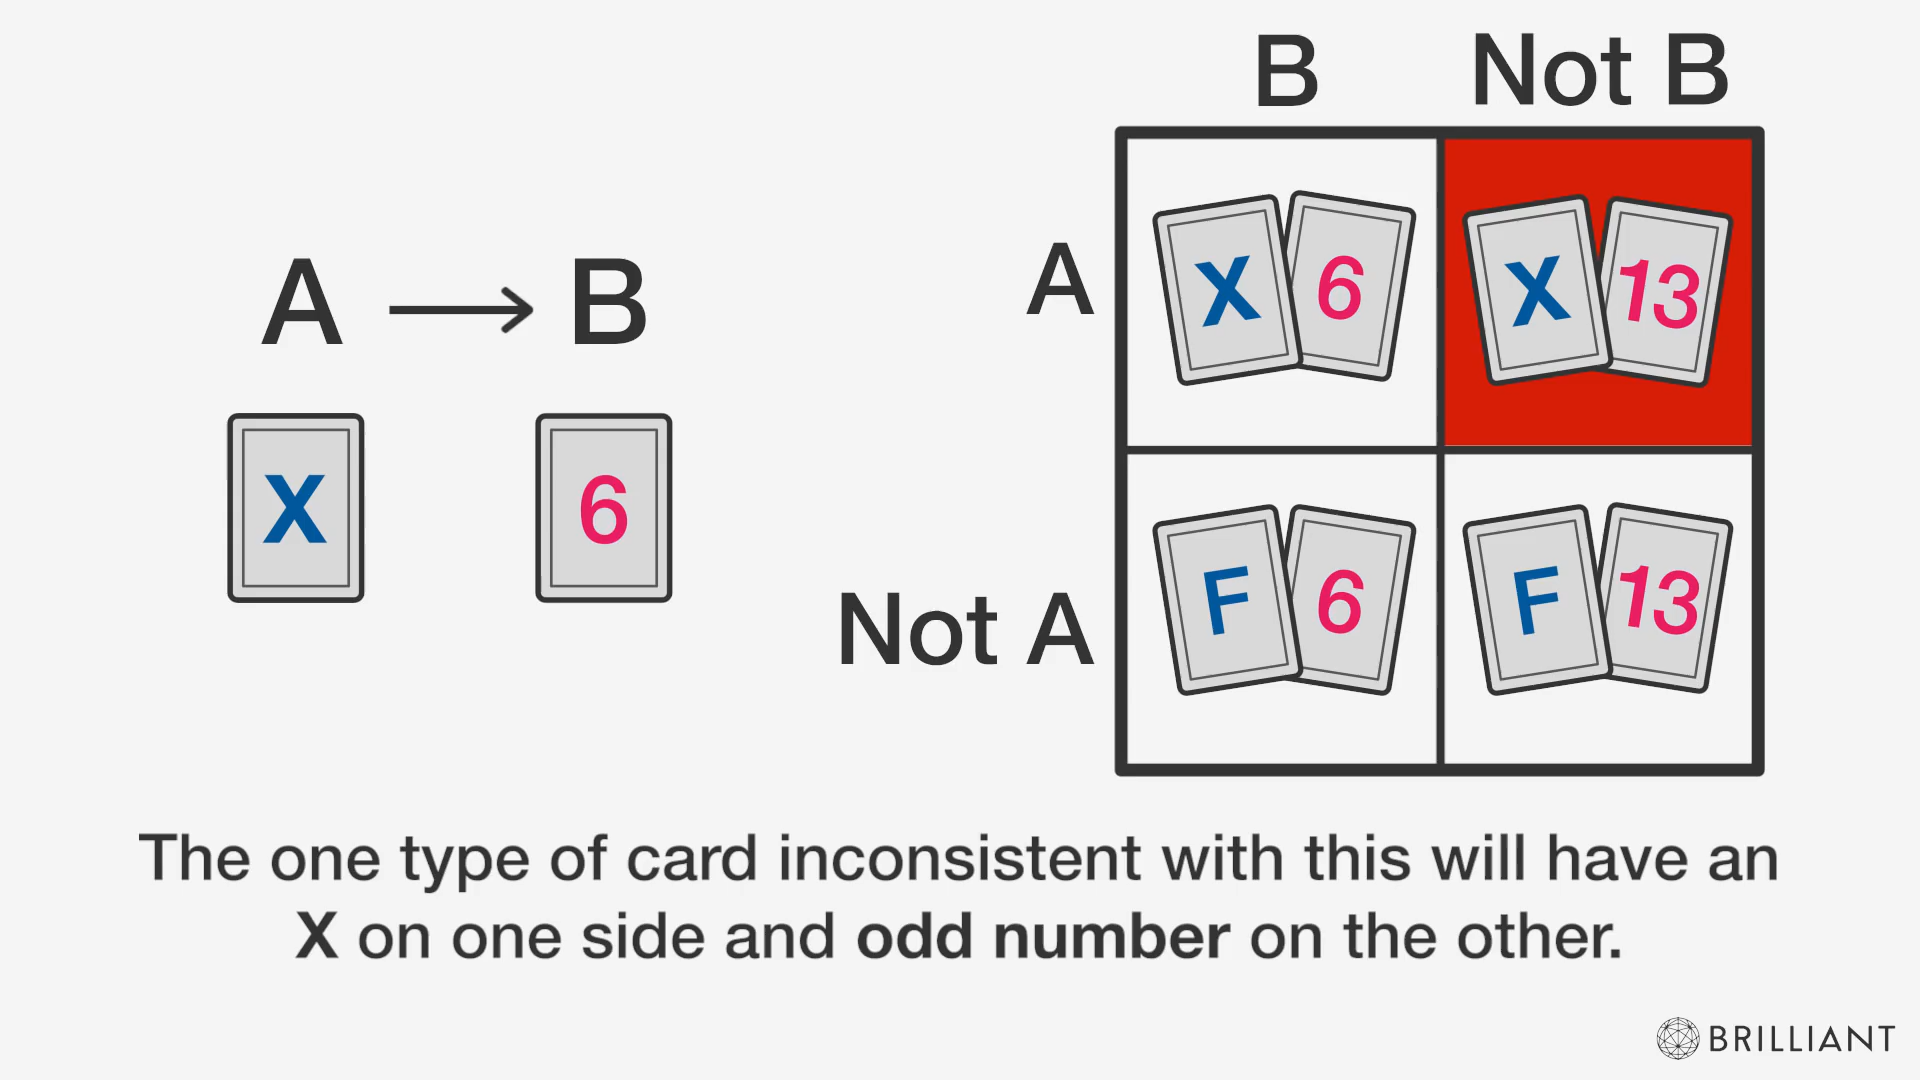 B Not B
A → B
X 6
A
X 6 X 13
Not A
F 6 F 13
The one type of card inconsistent with this will have an
X on one side and odd number on the other.
BRILLIANT